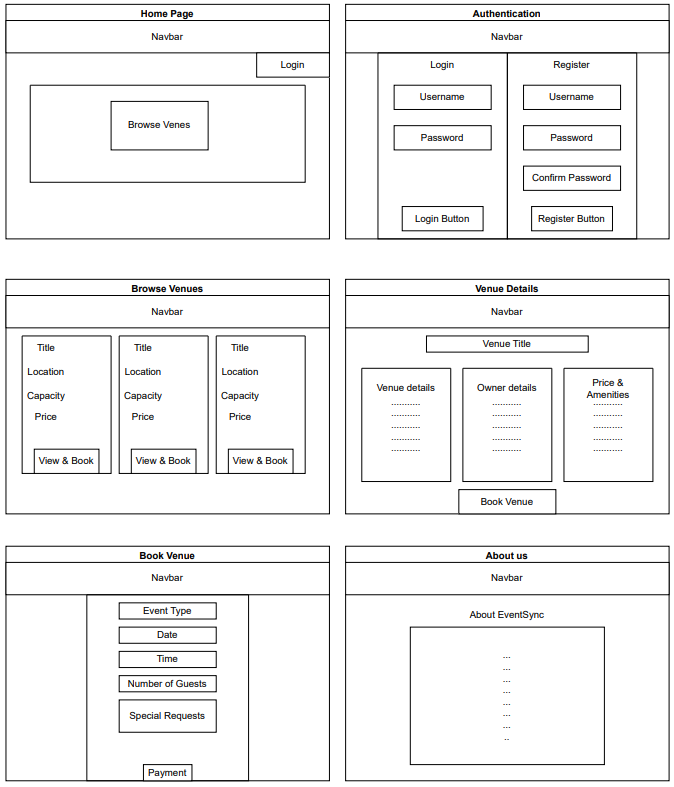 Home Page
Navbar
Login
Browse Venes
Authentication
Navbar
Login
Register
Username
Username
Password
Password
Confirm Password
Login Button
Register Button
Browse Venues
Navbar
Title
Title
Title
Location
Location
Location
Capacity
Capacity
Capacity
Price
Price
Price
View & Book
View & Book
View & Book
Venue Details
Navbar
Venue Title
Venue details
...........
...........
...........
...........
...........
Owner details
...........
...........
...........
...........
...........
Price &
Amenities
...........
...........
...........
...........
...........
Book Venue
Book Venue
Navbar
Event Type
Date
Time
Number of Guests
Special Requests
Payment
About us
Navbar
About EventSync
...
...
...
...
...
...
...
..